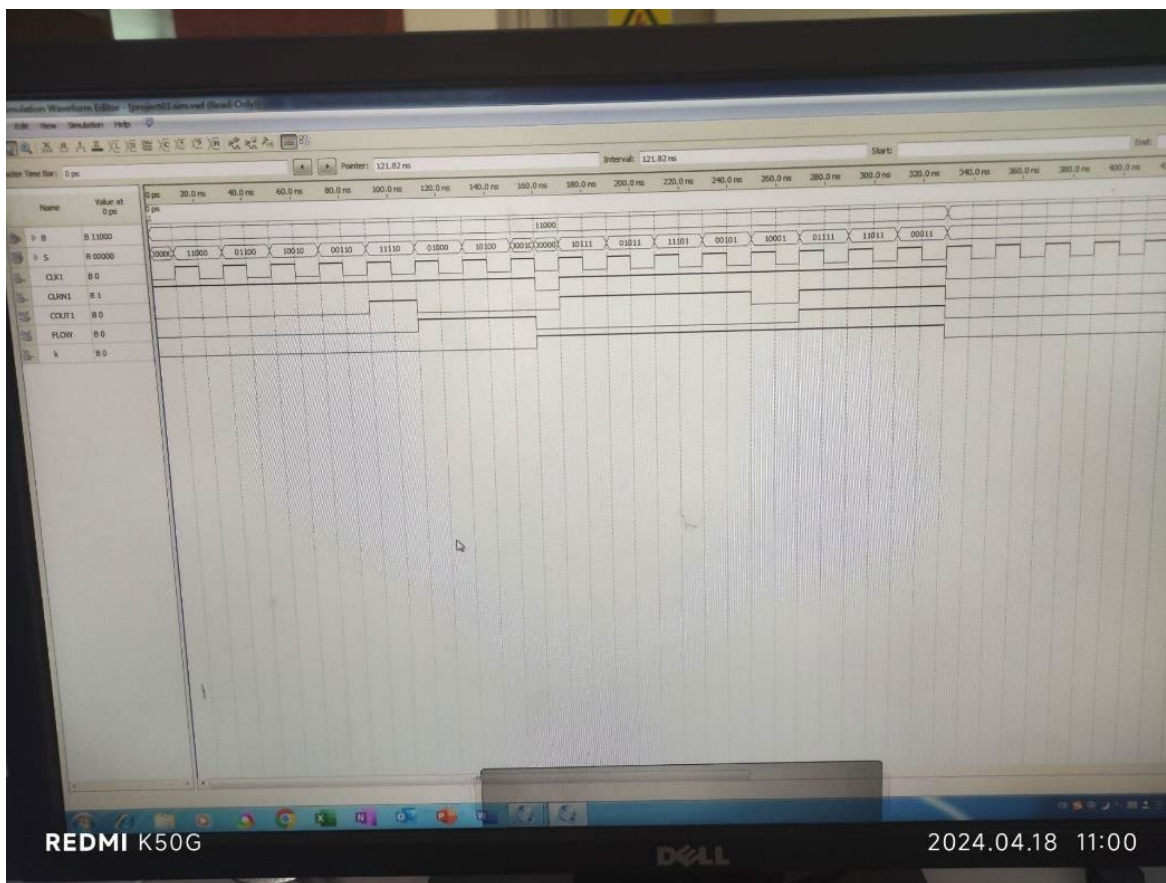 Simulation Waveform Editor - 1project01.sim.vwf (Read-Only)
Edit View Simulation Help
Master Time Bar: 0 ps Pointer: 121.82 ns Interval: 121.82 ns Start: End:
Name Value at 0 ps
0 ps 20.0 ns 40.0 ns 60.0 ns 80.0 ns 100.0 ns 120.0 ns 140.0 ns 160.0 ns 180.0 ns 200.0 ns 220.0 ns 240.0 ns 260.0 ns 280.0 ns 300.0 ns 320.0 ns 340.0 ns 360.0 ns 380.0 ns 400.0 ns
0 ps
B B 11000 11000
S B 00000 11000 01100 10010 00110 11110 01000 10100 00000 10111 01011 11101 00101 10001 01111 11011 00011
CLK1 B 0
CLRN1 B 1
COUT1 B 0
FLOW B 0
k B 0
REDMI K50G
2024.04.18 11:00
DELL